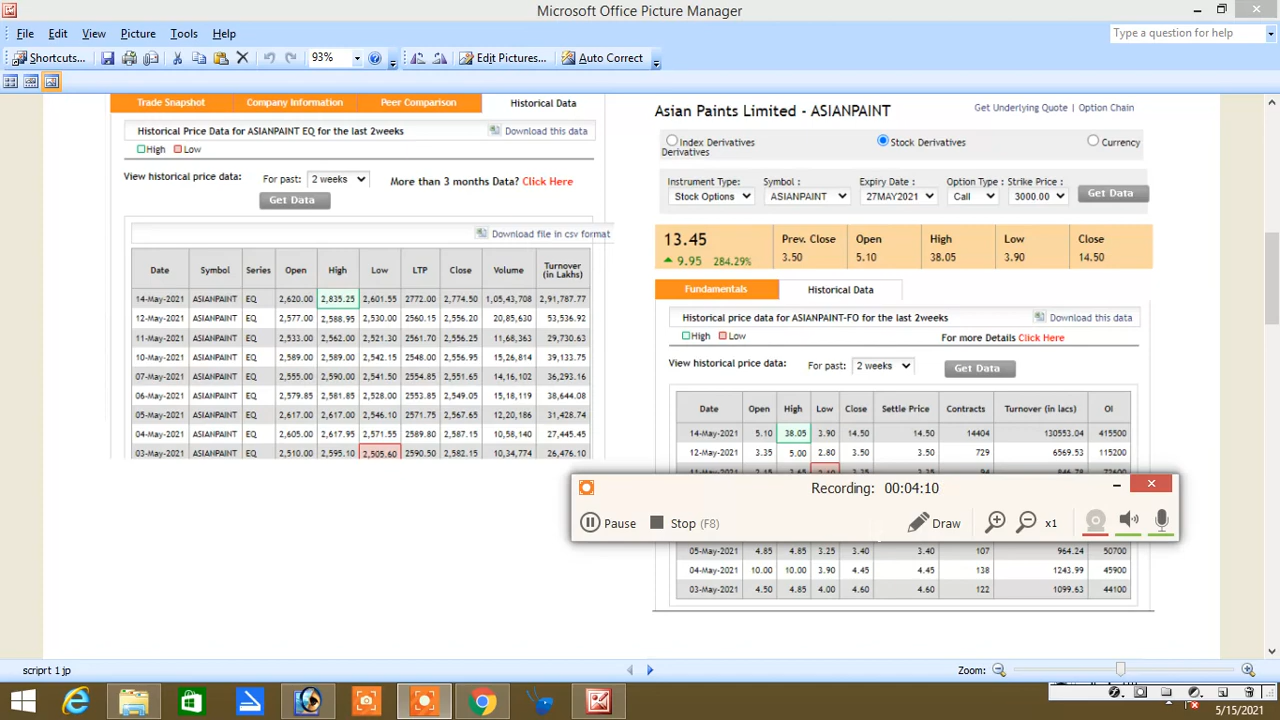 Microsoft Office Picture Manager
File Edit View Picture Tools Help
Type a question for help
Shortcuts... 93% Edit Pictures... Auto Correct
Trade Snapshot Company Information Peer Comparison Historical Data
Historical Price Data for ASIANPAINT EQ for the last 2weeks Download this data
High Low
View historical price data: For past: 2 weeks More than 3 months Data? Click Here
Get Data
Download file in csv format
Date Symbol Series Open High Low LTP Close Volume Turnover (in Lakhs)
14-May-2021 ASIANPAINT EQ 2,620.00 2,835.25 2,601.55 2772.00 2,774.50 1,05,43,708 2,91,787.77
12-May-2021 ASIANPAINT EQ 2,577.00 2,588.95 2,530.00 2560.15 2,556.20 20,85,630 53,536.92
11-May-2021 ASIANPAINT EQ 2,533.00 2,562.00 2,521.30 2561.70 2,556.25 11,68,363 29,730.63
10-May-2021 ASIANPAINT EQ 2,589.00 2,589.00 2,542.15 2548.00 2,556.95 15,26,814 39,133.75
07-May-2021 ASIANPAINT EQ 2,555.00 2,590.00 2,541.50 2554.85 2,551.65 14,16,102 36,293.16
06-May-2021 ASIANPAINT EQ 2,579.85 2,581.85 2,528.00 2553.85 2,549.05 15,18,119 38,644.08
05-May-2021 ASIANPAINT EQ 2,617.00 2,617.00 2,546.10 2571.75 2,567.65 12,20,186 31,428.74
04-May-2021 ASIANPAINT EQ 2,605.00 2,617.95 2,571.55 2589.80 2,587.15 10,58,140 27,445.45
03-May-2021 ASIANPAINT EQ 2,510.00 2,595.10 2,505.60 2590.50 2,582.15 10,34,774 26,476.10
Asian Paints Limited - ASIANPAINT Get Underlying Quote | Option Chain
Index Derivatives Stock Derivatives Currency
Derivatives
Instrument Type: Symbol : Expiry Date : Option Type : Strike Price :
Stock Options ASIANPAINT 27MAY2021 Call 3000.00 Get Data
13.45 Prev. Close Open High Low Close
9.95 284.29% 3.50 5.10 38.05 3.90 14.50
Fundamentals Historical Data
Historical price data for ASIANPAINT-FO for the last 2weeks Download this data
High Low For more Details Click Here
View historical price data: For past: 2 weeks Get Data
Date Open High Low Close Settle Price Contracts Turnover (in lacs) OI
14-May-2021 5.10 38.05 3.90 14.50 14.50 14404 130553.04 415500
12-May-2021 3.35 5.00 2.80 3.50 3.50 729 6569.53 115200
Recording: 00:04:10
Pause Stop (F8) Draw x1
05-May-2021 4.85 4.85 3.25 3.40 3.40 107 964.24 50700
04-May-2021 10.00 10.00 3.90 4.45 4.45 138 1243.99 45900
03-May-2021 4.50 4.85 4.00 4.60 4.60 122 1099.63 44100
scriprt 1 jp Zoom:
5/15/2021